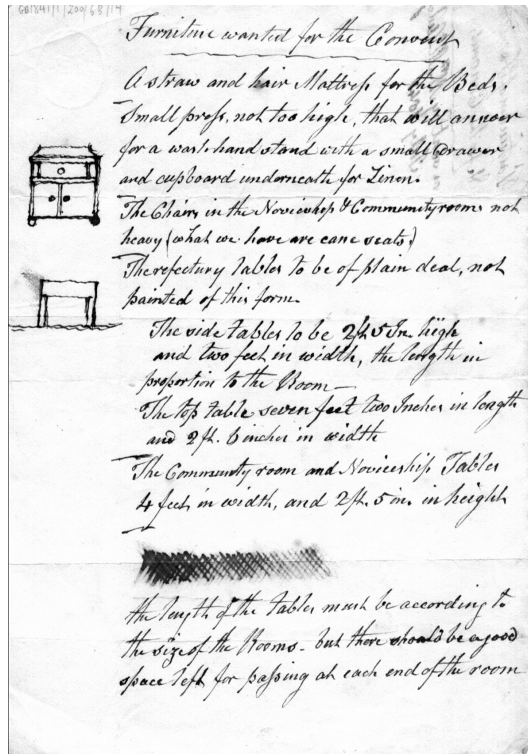 GB1841/1/200/63/14
Furniture wanted for the Convent
A straw and hair Mattress for the Beds.
Small press, not too high, that will answer
for a wash hand stand with a small Drawer
and cupboard underneath for Linen.
The Chairs in the Noviceship & Community rooms not
heavy (what we have are cane seats)
The refectory tables to be of plain deal, not
painted of this form.
The side tables to be 2ft 5 In. high
and two feet in width, the length in
proportion to the Room—
The top table seven feet two Inches in length
and 2ft. 6 inches in width
The Community room and Noviceship Tables
4 feet in width, and 2ft. 5 in. in height
the length of the tables must be according to
the size of the Rooms - but there should be a good
space left for passing at each end of the room